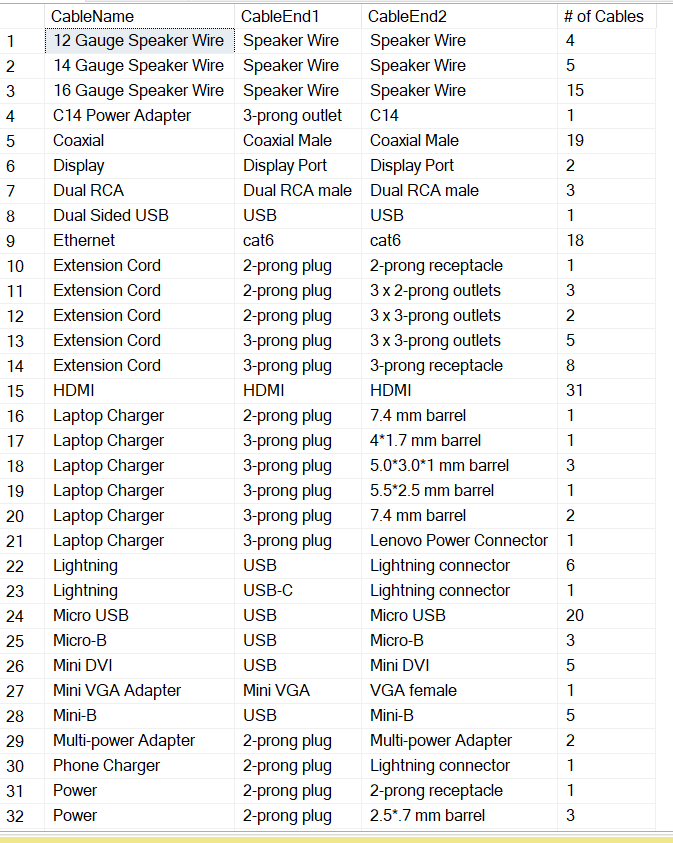 CableName CableEnd1 CableEnd2 # of Cables
1 12 Gauge Speaker Wire Speaker Wire Speaker Wire 4
2 14 Gauge Speaker Wire Speaker Wire Speaker Wire 5
3 16 Gauge Speaker Wire Speaker Wire Speaker Wire 15
4 C14 Power Adapter 3-prong outlet C14 1
5 Coaxial Coaxial Male Coaxial Male 19
6 Display Display Port Display Port 2
7 Dual RCA Dual RCA male Dual RCA male 3
8 Dual Sided USB USB USB 1
9 Ethernet cat6 cat6 18
10 Extension Cord 2-prong plug 2-prong receptacle 1
11 Extension Cord 2-prong plug 3 x 2-prong outlets 3
12 Extension Cord 2-prong plug 3 x 3-prong outlets 2
13 Extension Cord 3-prong plug 3 x 3-prong outlets 5
14 Extension Cord 3-prong plug 3-prong receptacle 8
15 HDMI HDMI HDMI 31
16 Laptop Charger 2-prong plug 7.4 mm barrel 1
17 Laptop Charger 3-prong plug 4*1.7 mm barrel 1
18 Laptop Charger 3-prong plug 5.0*3.0*1 mm barrel 3
19 Laptop Charger 3-prong plug 5.5*2.5 mm barrel 1
20 Laptop Charger 3-prong plug 7.4 mm barrel 2
21 Laptop Charger 3-prong plug Lenovo Power Connector 1
22 Lightning USB Lightning connector 6
23 Lightning USB-C Lightning connector 1
24 Micro USB USB Micro USB 20
25 Micro-B USB Micro-B 3
26 Mini DVI USB Mini DVI 5
27 Mini VGA Adapter Mini VGA VGA female 1
28 Mini-B USB Mini-B 5
29 Multi-power Adapter 2-prong plug Multi-power Adapter 2
30 Phone Charger 2-prong plug Lightning connector 1
31 Power 2-prong plug 2-prong receptacle 1
32 Power 2-prong plug 2.5*.7 mm barrel 3